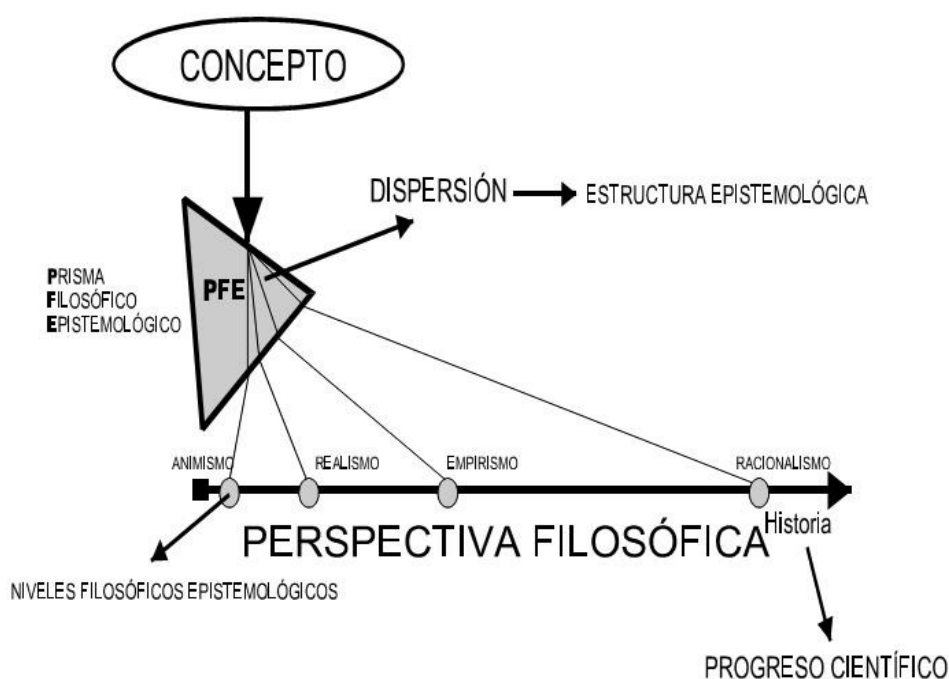 CONCEPTO
DISPERSIÓN
ESTRUCTURA EPISTEMOLÓGICA
PRISMA
FILOSÓFICO
EPISTEMOLÓGICO
PFE
ANIMISMO
REALISMO
EMPIRISMO
RACIONALISMO
PERSPECTIVA FILOSÓFICA
Historia
NIVELES FILOSÓFICOS EPISTEMOLÓGICOS
PROGRESO CIENTÍFICO